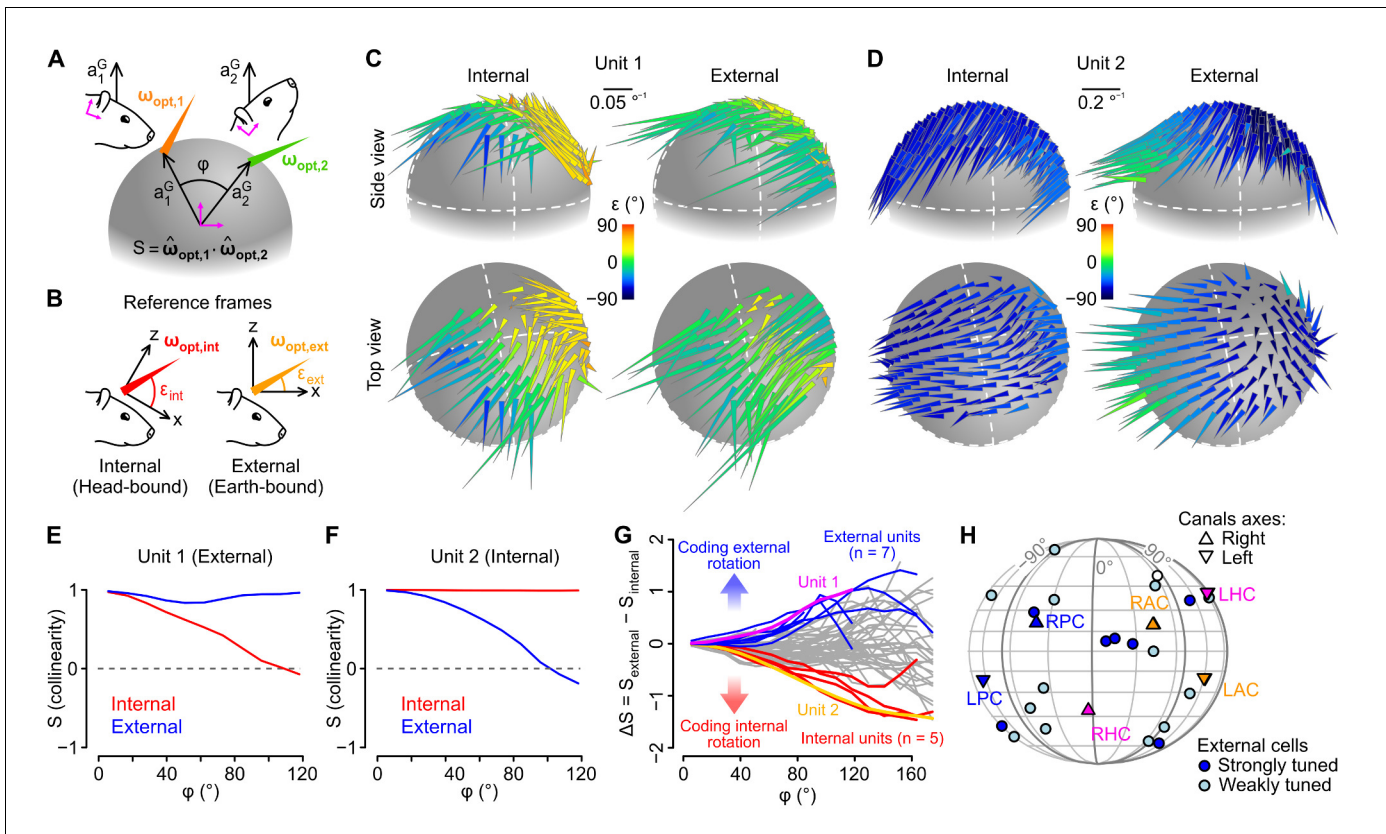 A
a₁ᴳ
a₂ᴳ
ω_opt,1
ω_opt,2
φ
a₁ᴳ
a₂ᴳ
S = ω̂_opt,1 · ω̂_opt,2
B
Reference frames
z
ω_opt,int
ε_int
x
z
ω_opt,ext
ε_ext
x
Internal
(Head-bound)
External
(Earth-bound)
C
Internal
Unit 1
0.05 °⁻¹
External
Side view
Top view
ε (°)
90
0
−90
D
Internal
Unit 2
0.2 °⁻¹
External
ε (°)
90
0
−90
E
Unit 1 (External)
S (collinearity)
1
0
−1
Internal
External
0
40
80
120
φ (°)
F
Unit 2 (Internal)
S (collinearity)
1
0
−1
Internal
External
0
40
80
120
φ (°)
G
ΔS = S_external − S_internal
2
1
0
−1
−2
Coding external
rotation
External units
(n = 7)
Unit 1
Unit 2
Coding internal
rotation
Internal units (n = 5)
0
40
80
120
160
φ (°)
H
Canals axes:
Right
Left
−90°
0°
90°
LHC
RAC
RPC
LPC
LAC
RHC
External cells
Strongly tuned
Weakly tuned